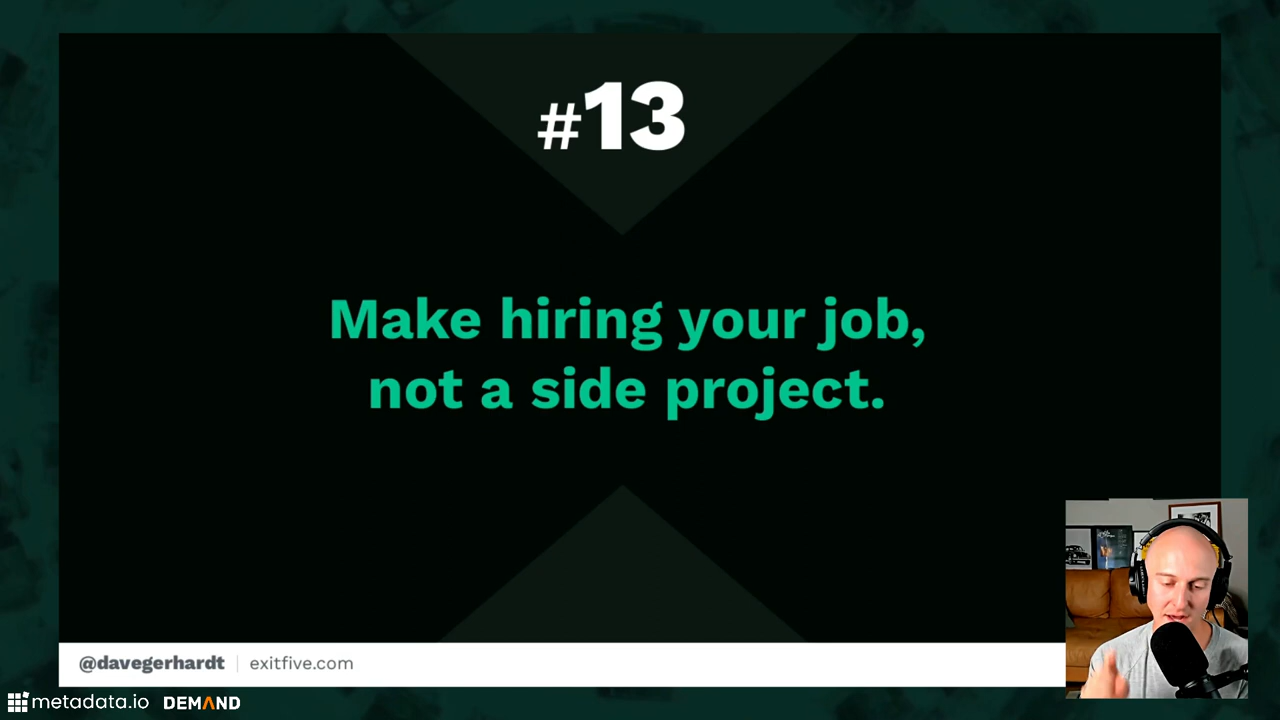 #13
Make hiring your job,
not a side project.
@davegerhardt
exitfive.com
metadata.io DEMAND